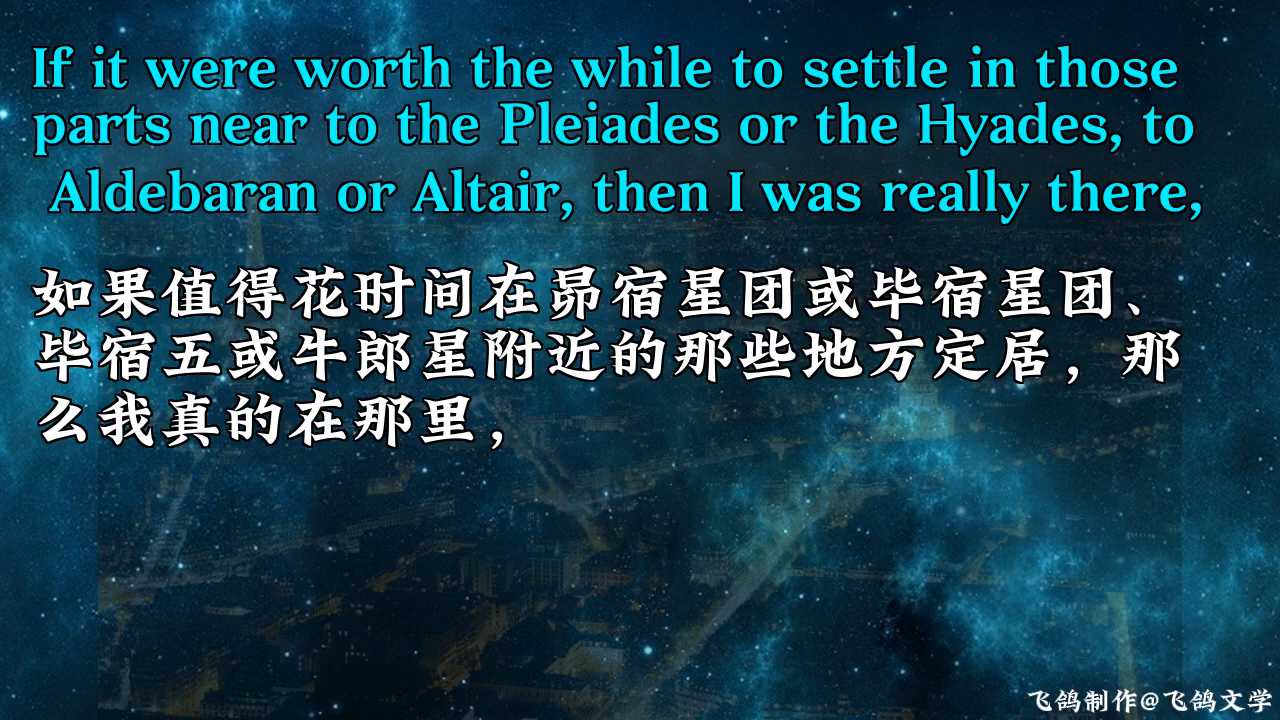 If it were worth the while to settle in those
parts near to the Pleiades or the Hyades, to
Aldebaran or Altair, then I was really there,
如果值得花时间在昴宿星团或毕宿星团、
毕宿五或牛郎星附近的那些地方定居，那
么我真的在那里，
飞鸽制作@飞鸽文学